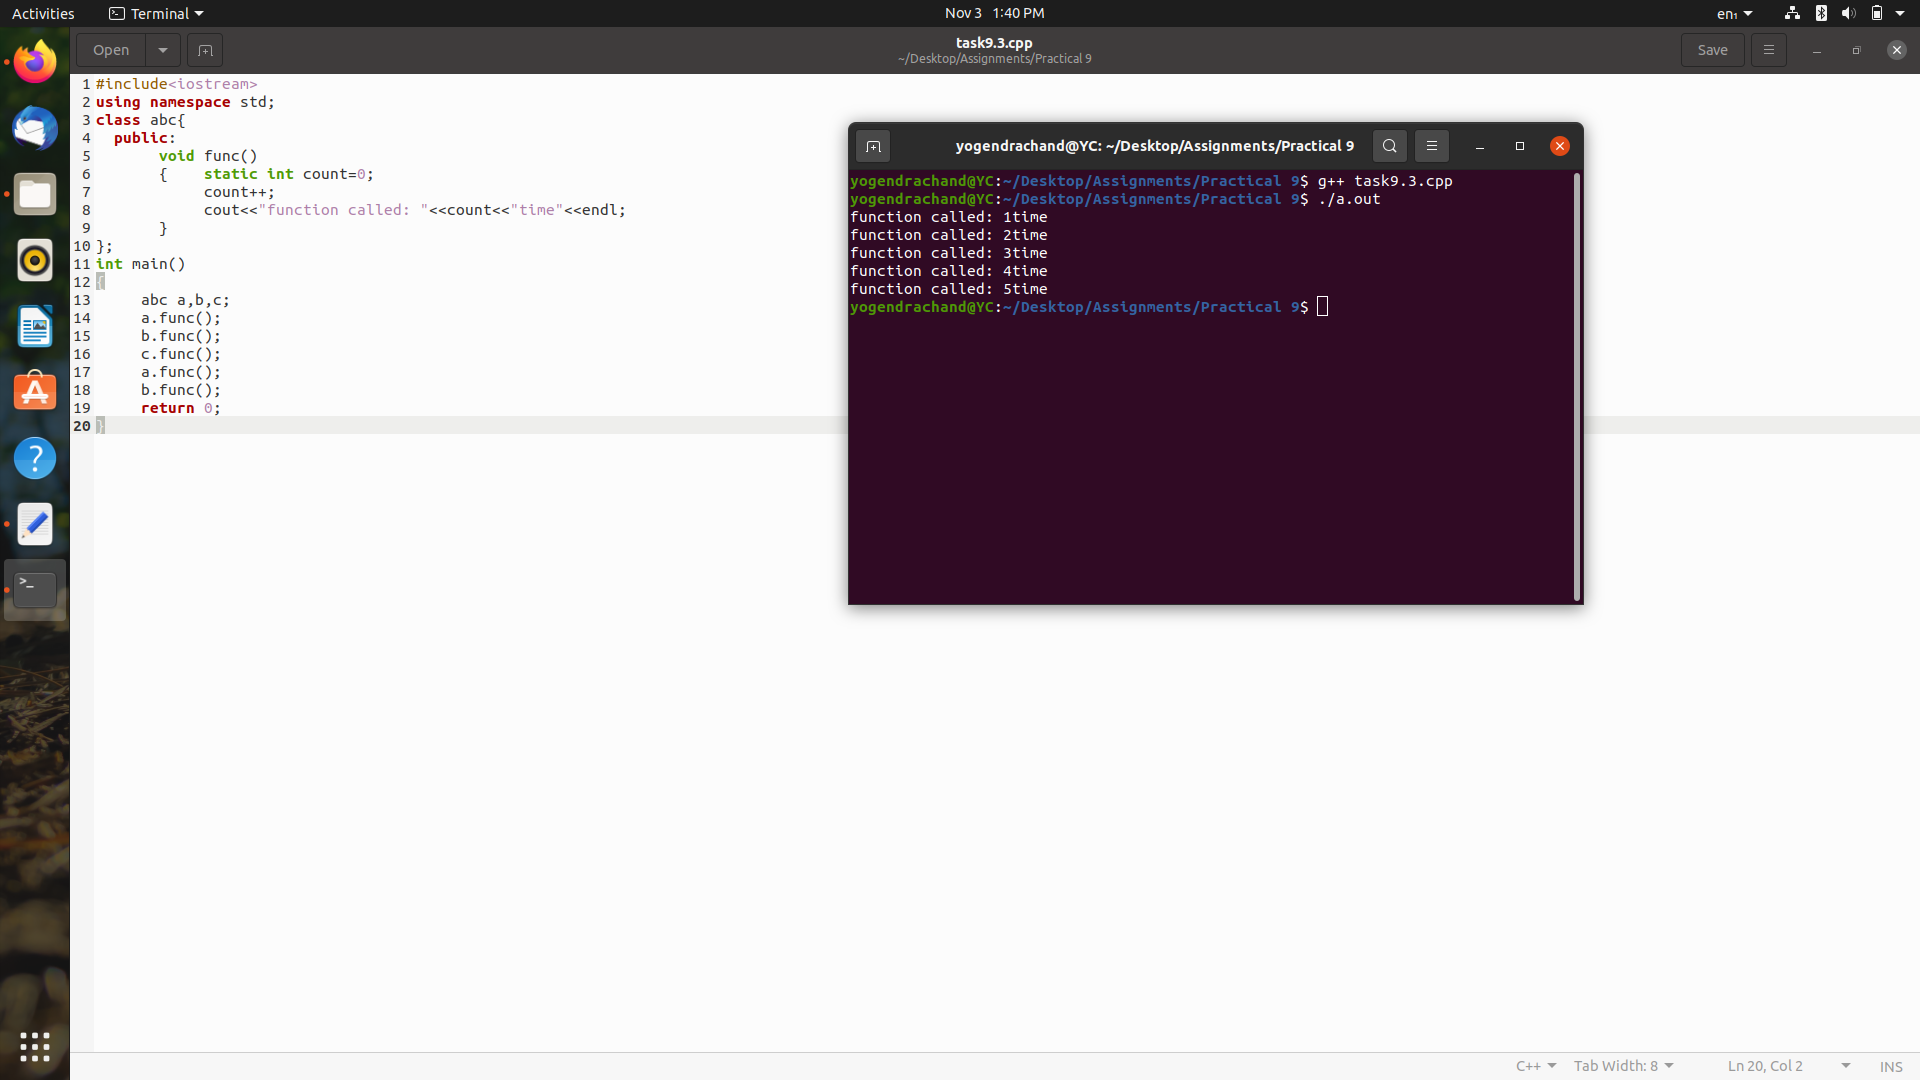 Activities
Terminal
Nov 3 1:40 PM
en₁
Open
task9.3.cpp
~/Desktop/Assignments/Practical 9
Save
1 #include<iostream>
2 using namespace std;
3 class abc{
4   public:
5        void func()
6        {    static int count=0;
7             count++;
8             cout<<"function called: "<<count<<"time"<<endl;
9        }
10 };
11 int main()
12 {
13      abc a,b,c;
14      a.func();
15      b.func();
16      c.func();
17      a.func();
18      b.func();
19      return 0;
20 }
yogendrachand@YC: ~/Desktop/Assignments/Practical 9
yogendrachand@YC:~/Desktop/Assignments/Practical 9$ g++ task9.3.cpp
yogendrachand@YC:~/Desktop/Assignments/Practical 9$ ./a.out
function called: 1time
function called: 2time
function called: 3time
function called: 4time
function called: 5time
yogendrachand@YC:~/Desktop/Assignments/Practical 9$
C++
Tab Width: 8
Ln 20, Col 2
INS